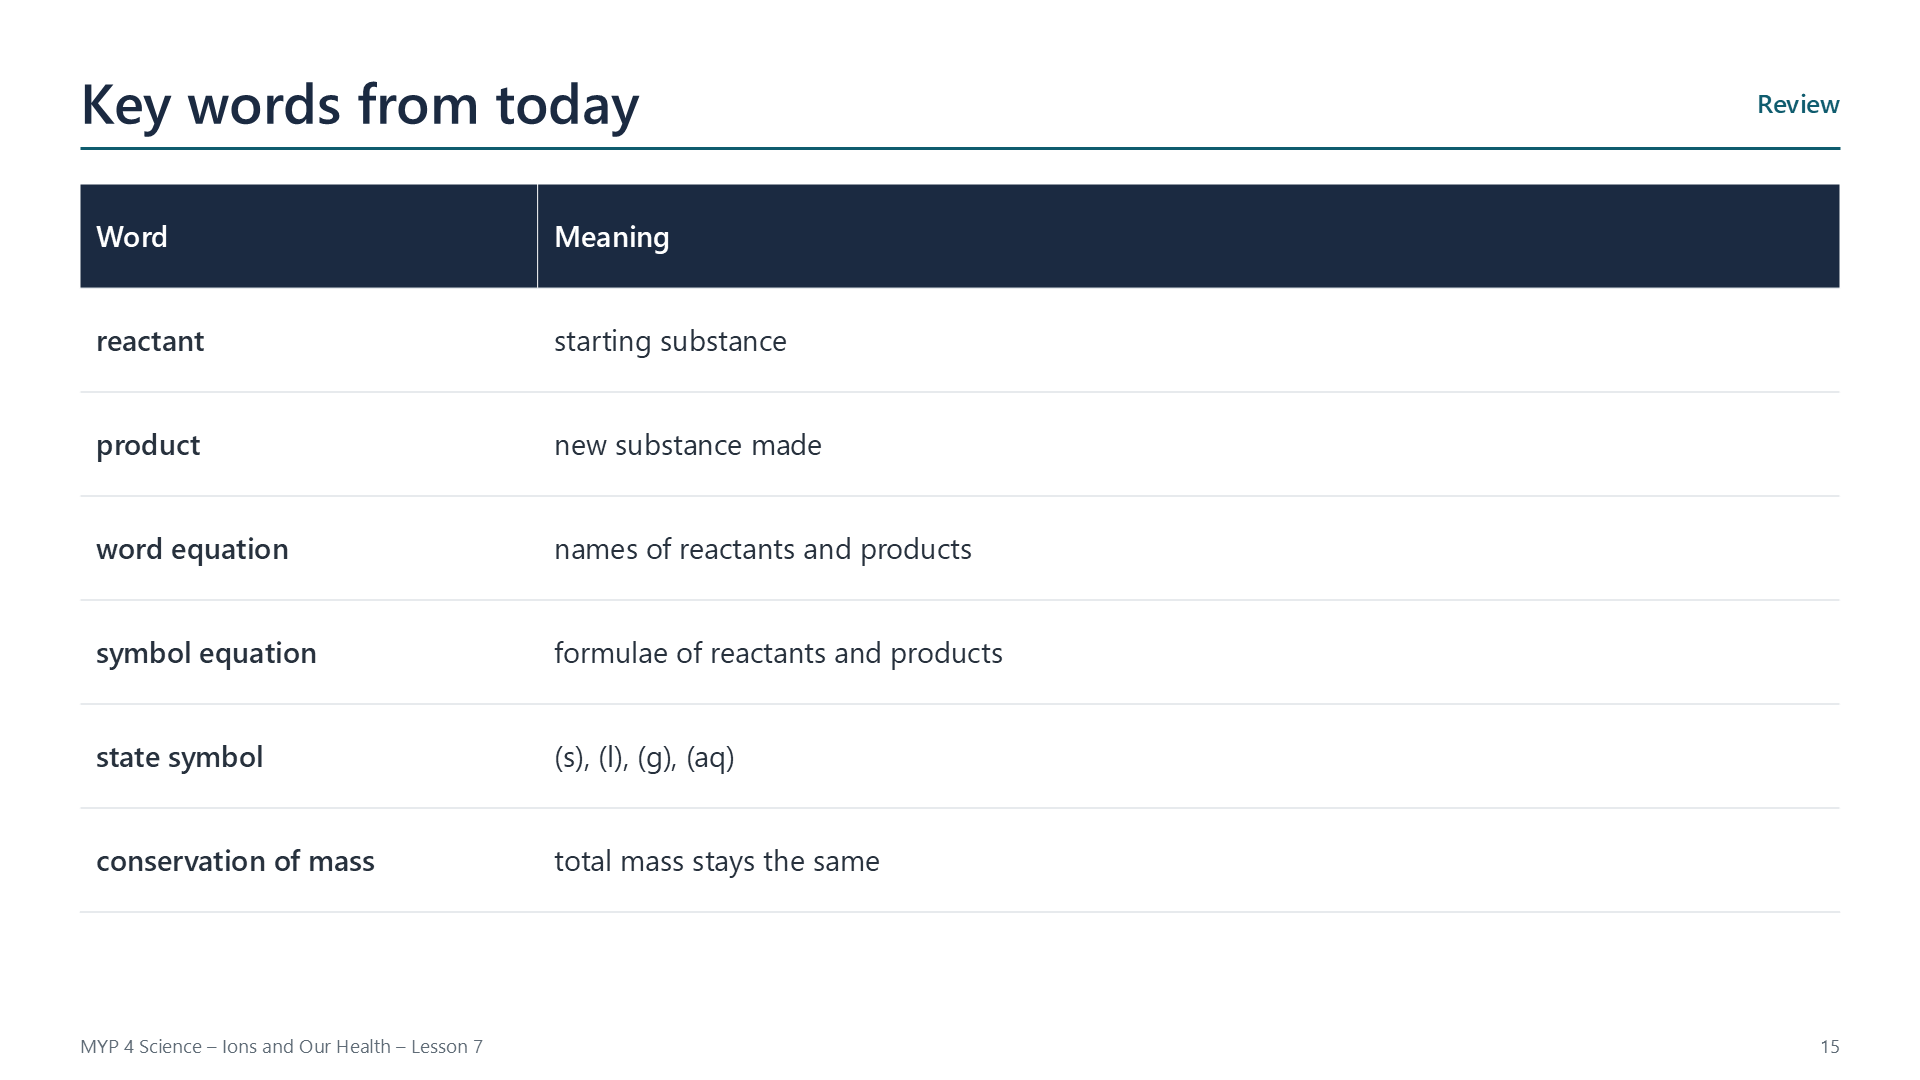 Key words from today
Review
Word Meaning
reactant starting substance
product new substance made
word equation names of reactants and products
symbol equation formulae of reactants and products
state symbol (s), (l), (g), (aq)
conservation of mass total mass stays the same
MYP 4 Science – Ions and Our Health – Lesson 7
15